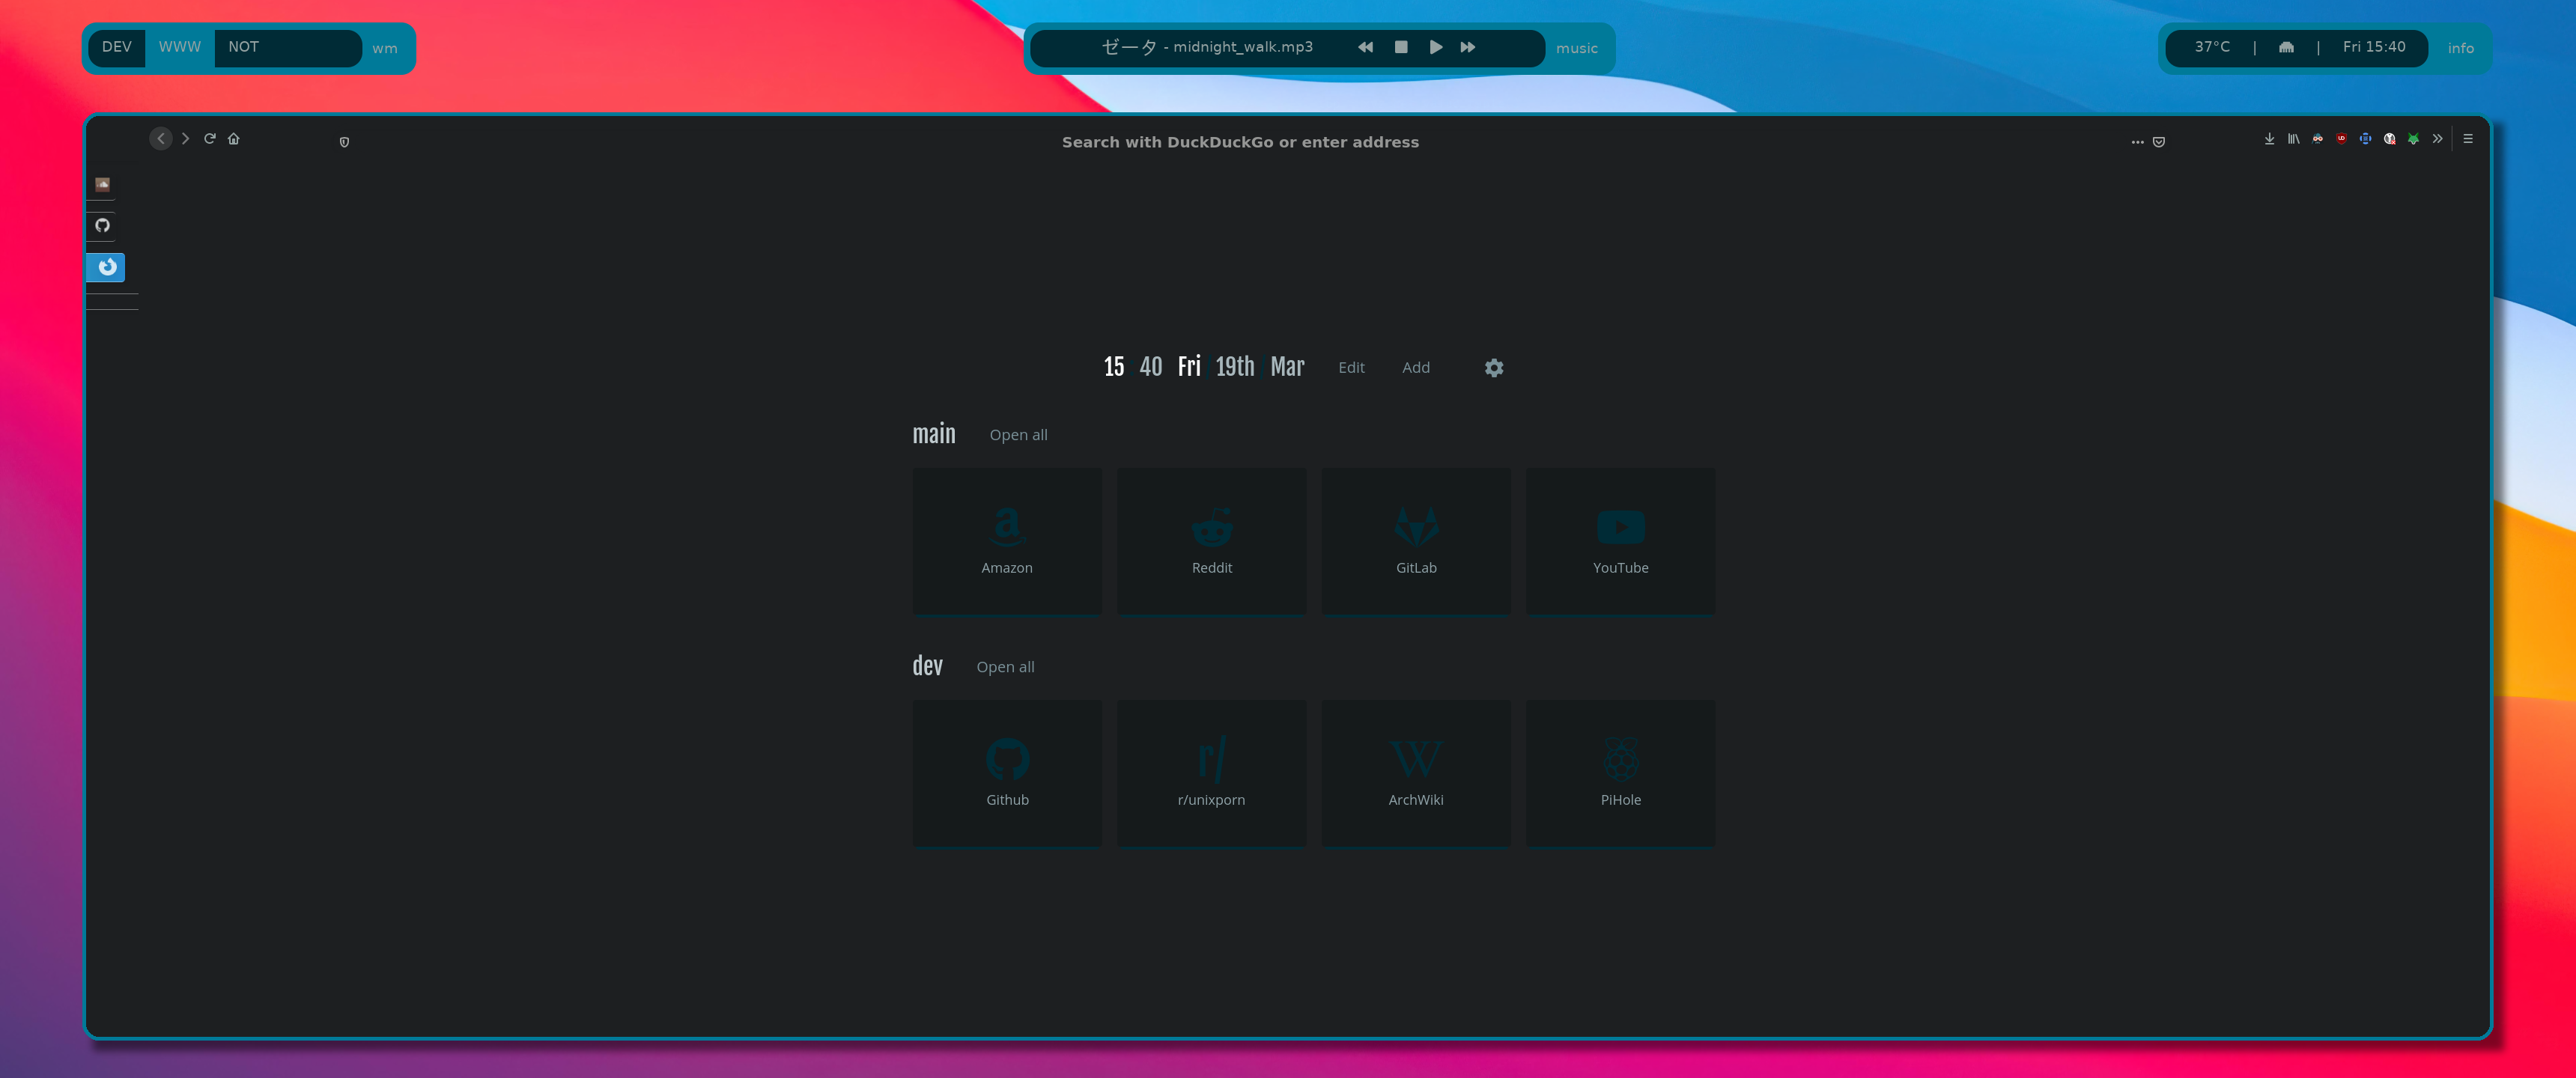 DEV WWW NOT wm
ゼータ - midnight_walk.mp3 music
37°C | | Fri 15:40 info
Search with DuckDuckGo or enter address
15 40 Fri 19th Mar Edit Add
main Open all
Amazon Reddit GitLab YouTube
dev Open all
r/
W
Github r/unixporn ArchWiki PiHole